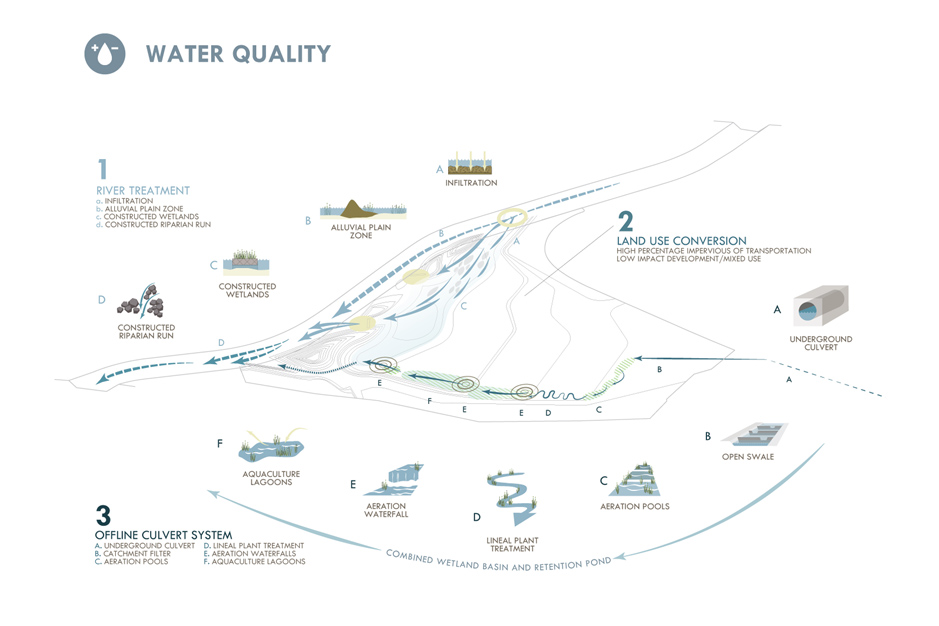 WATER QUALITY
1
RIVER TREATMENT
a. INFILTRATION
b. ALLUVIAL PLAIN ZONE
c. CONSTRUCTED WETLANDS
d. CONSTRUCTED RIPARIAN RUN
A
INFILTRATION
B
ALLUVIAL PLAIN
ZONE
C
CONSTRUCTED
WETLANDS
D
CONSTRUCTED
RIPARIAN RUN
2
LAND USE CONVERSION
HIGH PERCENTAGE IMPERVIOUS OF TRANSPORTATION
LOW IMPACT DEVELOPMENT/MIXED USE
B
A
C
D
A
UNDERGROUND
CULVERT
E
F
E
E
D
C
B
A
F
AQUACULTURE
LAGOONS
E
AERATION
WATERFALL
D
LINEAL PLANT
TREATMENT
C
AERATION POOLS
B
OPEN SWALE
3
OFFLINE CULVERT SYSTEM
A. UNDERGROUND CULVERT
B. CATCHMENT FILTER
C. AERATION POOLS
D. LINEAL PLANT TREATMENT
E. AERATION WATERFALLS
F. AQUACULTURE LAGOONS
COMBINED WETLAND BASIN AND RETENTION POND